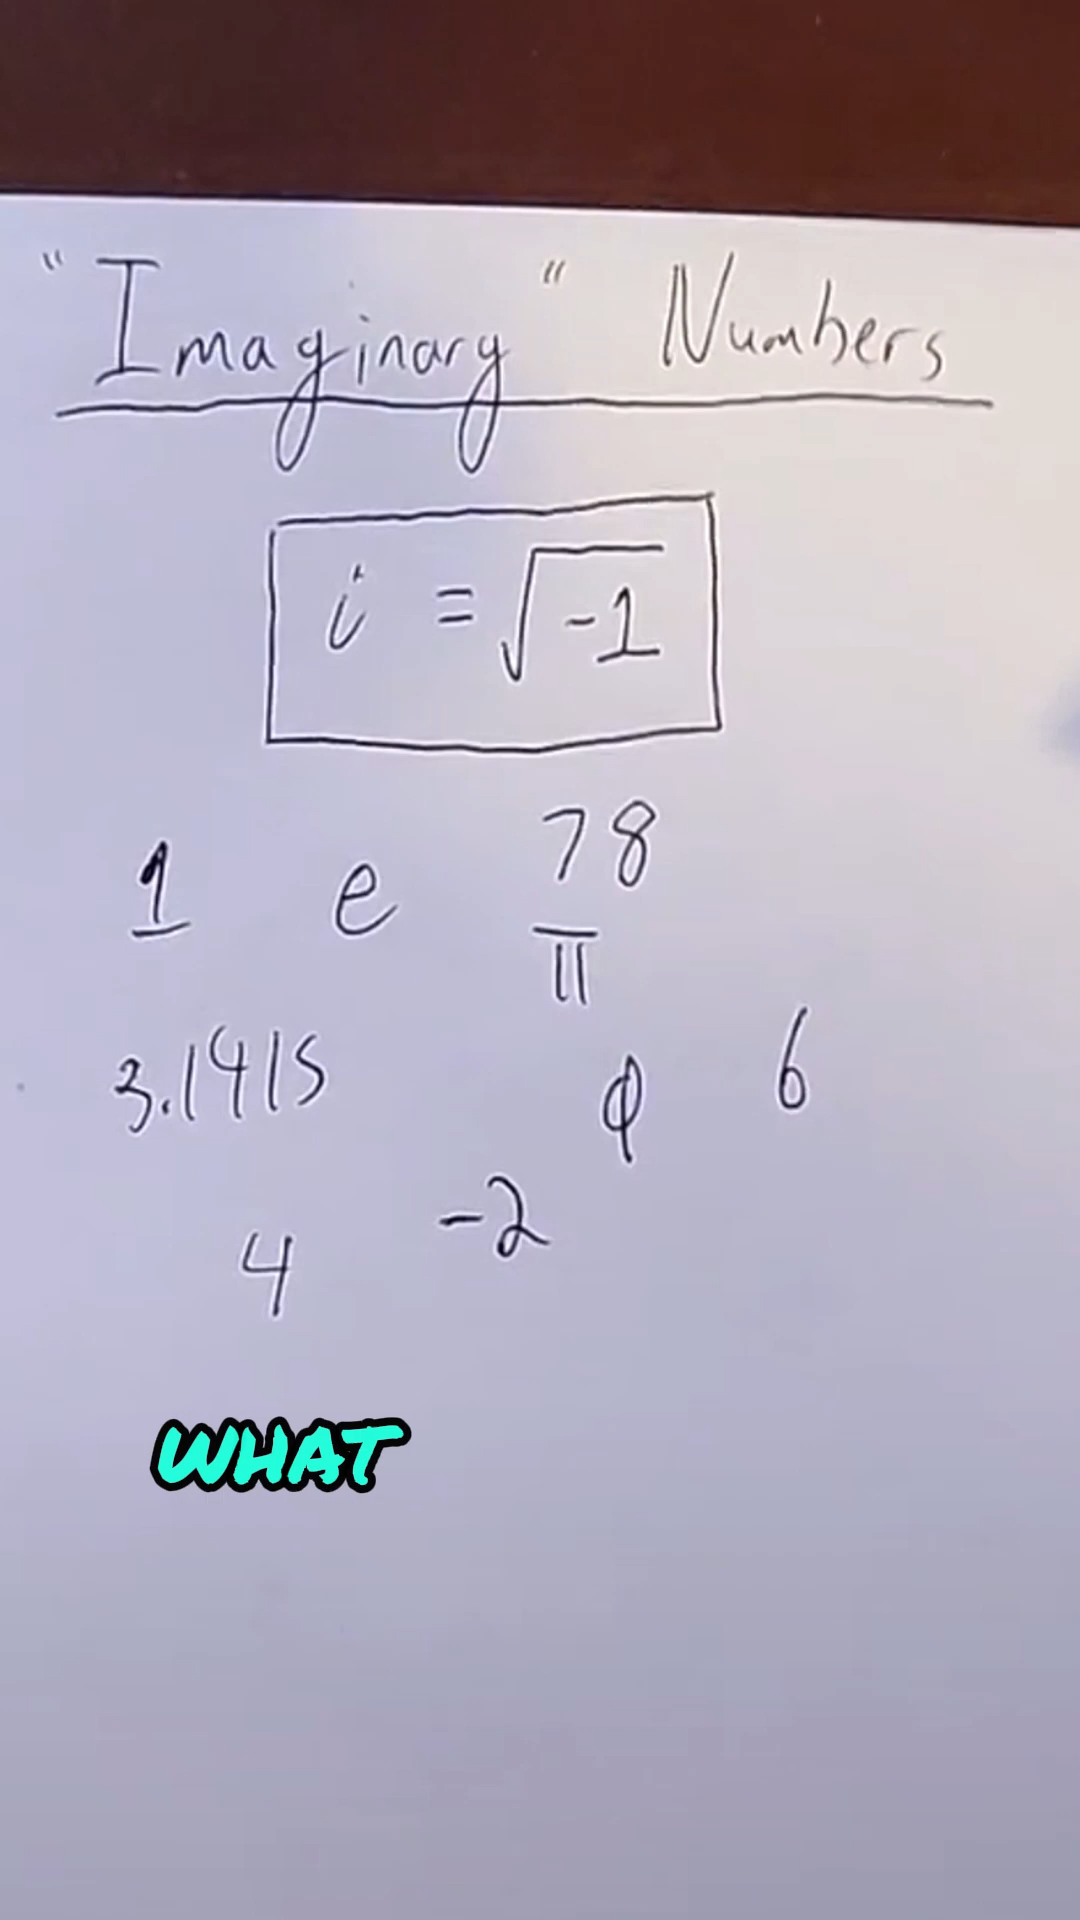 "Imaginary" Numbers
i = √-1
78
1 e π
3.1415 φ 6
4 -2
WHAT